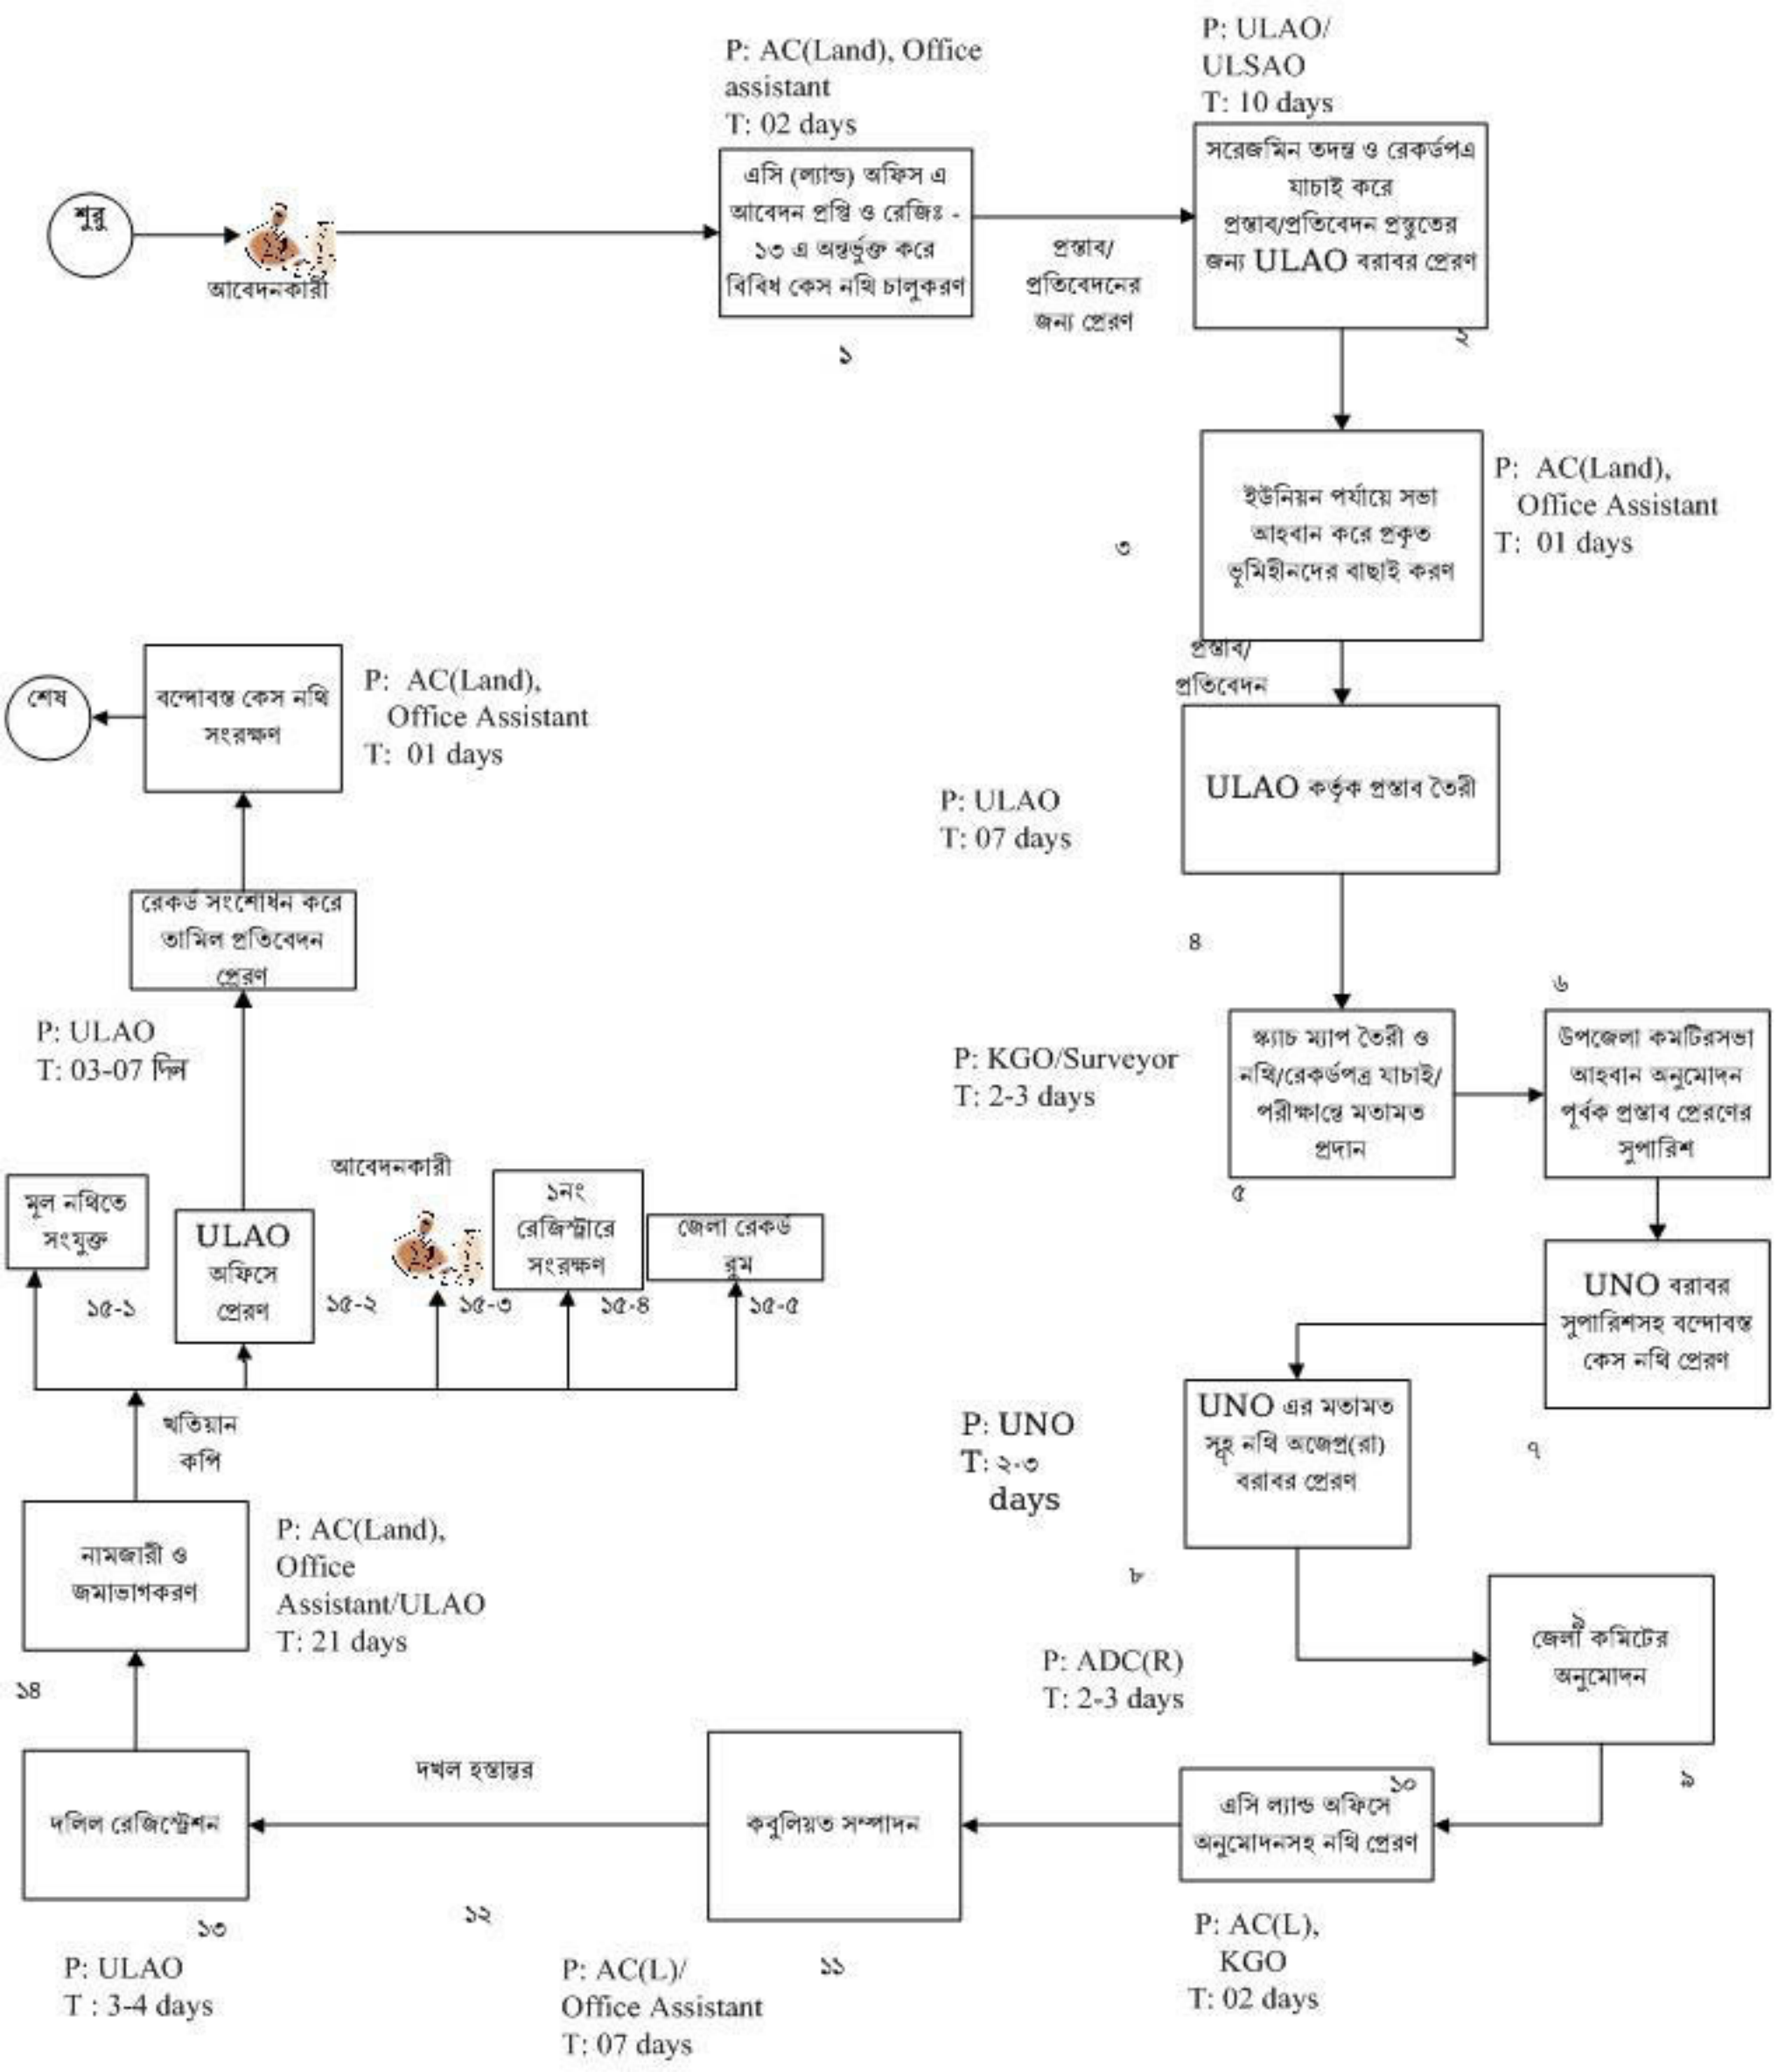 শুরু
আবেদনকারী
P: AC(Land), Office
assistant
T: 02 days
এসি (ল্যান্ড) অফিস এ
আবেদন প্রপ্তি ও রেজিঃ -
১৩ এ অন্তর্ভুক্ত করে
বিবিধ কেস নথি চালুকরণ
১
প্রস্তাব/
প্রতিবেদনের
জন্য প্রেরণ
P: ULAO/
ULSAO
T: 10 days
সরেজমিন তদন্ত ও রেকর্ডপএ
যাচাই করে
প্রস্তাব/প্রতিবেদন প্রস্তুতের
জন্য ULAO বরাবর প্রেরণ
২
ইউনিয়ন পর্যায়ে সভা
আহবান করে প্রকৃত
ভূমিহীনদের বাছাই করণ
৩
P: AC(Land),
Office Assistant
T: 01 days
প্রস্তাব/
প্রতিবেদন
ULAO কর্তৃক প্রস্তাব তৈরী
P: ULAO
T: 07 days
৪
P: KGO/Surveyor
T: 2-3 days
স্ক্যাচ ম্যাপ তৈরী ও
নথি/রেকর্ডপত্র যাচাই/
পরীক্ষান্তে মতামত
প্রদান
৫
৬
উপজেলা কমটিরসভা
আহবান অনুমোদন
পূর্বক প্রস্তাব প্রেরণের
সুপারিশ
UNO বরাবর
সুপারিশসহ বন্দোবস্ত
কেস নথি প্রেরণ
৭
P: UNO
T: ২-৩
days
UNO এর মতামত
সহ নথি অজেপ্র(রা)
বরাবর প্রেরণ
৮
জেলা কমিটের
অনুমোদন
৯
৯
P: ADC(R)
T: 2-3 days
১০
এসি ল্যান্ড অফিসে
অনুমোদনসহ নথি প্রেরণ
P: AC(L),
KGO
T: 02 days
কবুলিয়ত সম্পাদন
১১
P: AC(L)/
Office Assistant
T: 07 days
দখল হস্তান্তর
১২
দলিল রেজিস্ট্রেশন
১৩
P: ULAO
T : 3-4 days
১৪
নামজারী ও
জমাভাগকরণ
P: AC(Land),
Office
Assistant/ULAO
T: 21 days
খতিয়ান
কপি
মূল নথিতে
সংযুক্ত
১৫-১
ULAO
অফিসে
প্রেরণ
১৫-২
আবেদনকারী
১৫-৩
১নং
রেজিস্ট্রারে
সংরক্ষণ
১৫-৪
জেলা রেকর্ড
রুম
১৫-৫
P: ULAO
T: 03-07 দিন
রেকর্ড সংশোধন করে
তামিল প্রতিবেদন
প্রেরণ
বন্দোবস্ত কেস নথি
সংরক্ষণ
P: AC(Land),
Office Assistant
T: 01 days
শেষ